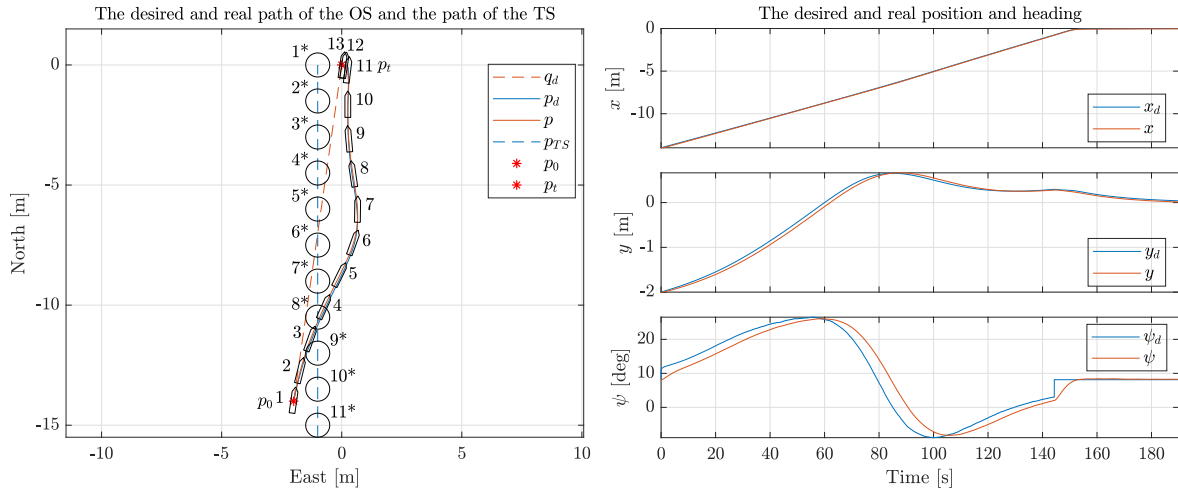 The desired and real path of the OS and the path of the TS
13 12
1*
11 p_t
0
2*
10
3*
9
4*
8
-5
5*
7
6*
6
7*
5
8*
4
-10
3
9*
2
10*
p_0 1
11*
-15
-10 -5 0 5 10
East [m]
North [m]
q_d
p_d
p
p_TS
p_0
p_t
The desired and real position and heading
0
-5
-10
x [m]
x_d
x
0
-1
-2
y [m]
y_d
y
20
10
0
ψ [deg]
ψ_d
ψ
0 20 40 60 80 100 120 140 160 180
Time [s]